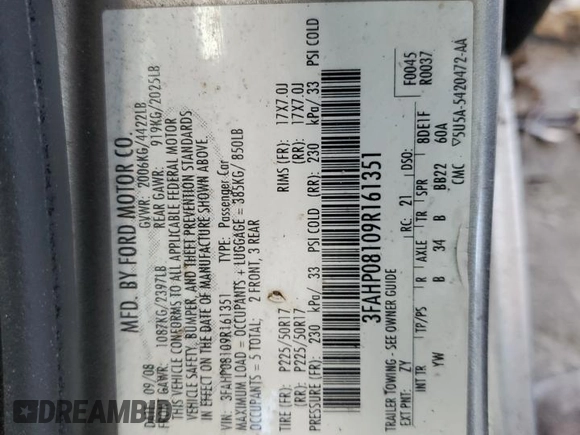 MFD. BY FORD MOTOR CO.
DATE: 09/08 GVWR: 2006KG/4422LB
FRONT GAWR: 1087KG/2397LB REAR GAWR: 919KG/2025LB
THIS VEHICLE CONFORMS TO ALL APPLICABLE FEDERAL MOTOR
VEHICLE SAFETY, BUMPER, AND THEFT PREVENTION STANDARDS
IN EFFECT ON THE DATE OF MANUFACTURE SHOWN ABOVE.
VIN: 3FAHP08109R161351 TYPE: Passenger Car
MAXIMUM LOAD = OCCUPANTS + LUGGAGE = 385KG/ 850LB
OCCUPANTS = 5 TOTAL; 2 FRONT, 3 REAR
TIRE (FR): P225/50R17 RIMS (FR): 17X7.0J
(RR): P225/50R17 (RR): 17X7.0J
PRESSURE (FR): 230 kPa/ 33 PSI COLD (RR): 230 kPa/ 33 PSI COLD
3FAHP08109R161351
TRAILER TOWING - SEE OWNER GUIDE
F0045
R0037
EXT PNT: ZY RC: 21 DSO:
INT TR TP/PS R AXLE TR SPR 8DE1F
YW B 34 B BB22 60A
CMC 5U5A-5420472-AA
© BidCars LLC
GOODBYE
DREAMBID